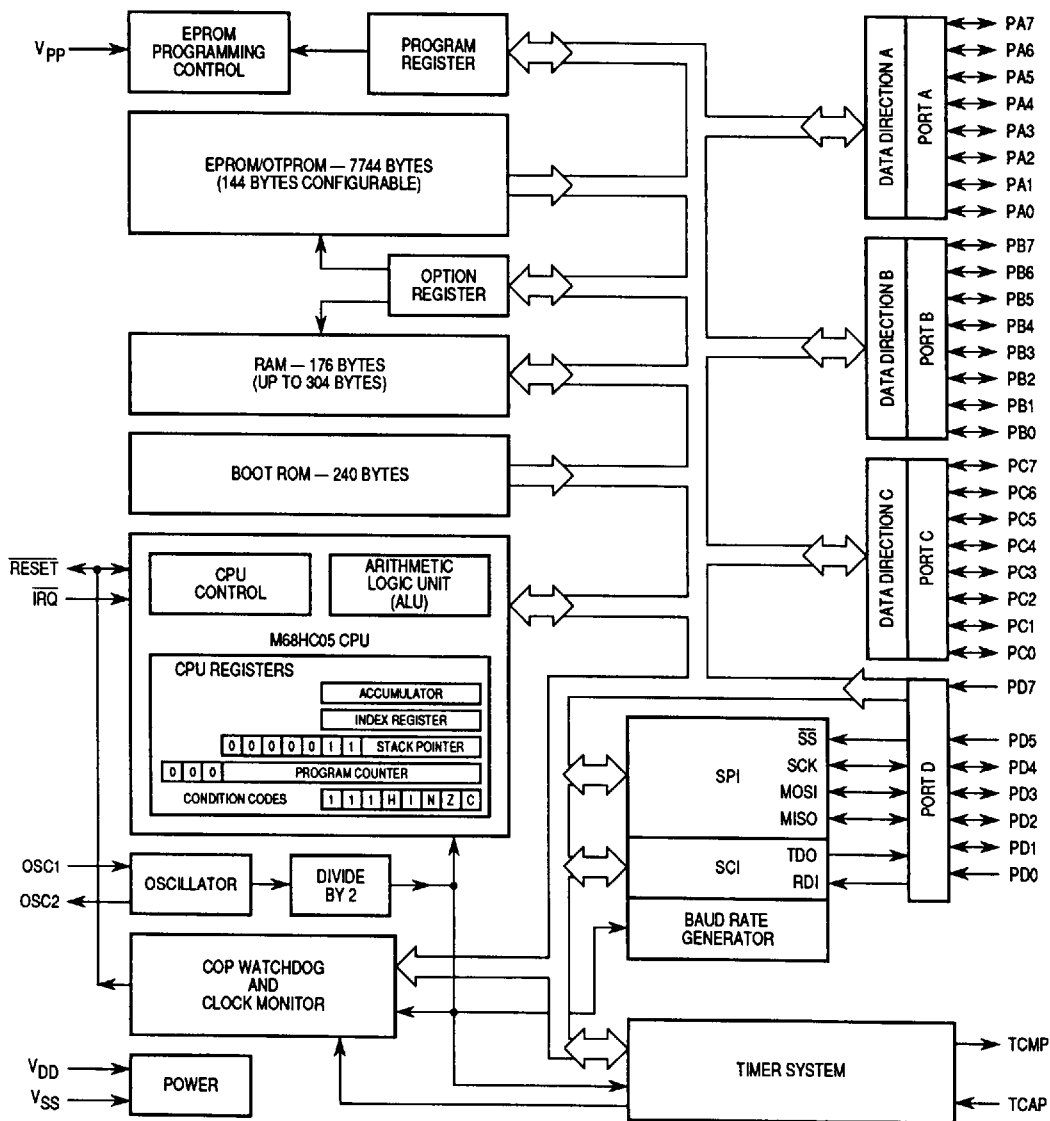 VPP
EPROM
PROGRAMMING
CONTROL
PROGRAM
REGISTER
EPROM/OTPROM — 7744 BYTES
(144 BYTES CONFIGURABLE)
OPTION
REGISTER
RAM — 176 BYTES
(UP TO 304 BYTES)
BOOT ROM — 240 BYTES
RESET
IRQ
CPU
CONTROL
ARITHMETIC
LOGIC UNIT
(ALU)
M68HC05 CPU
CPU REGISTERS
ACCUMULATOR
INDEX REGISTER
0 0 0 0 0 1 1 STACK POINTER
0 0 0 PROGRAM COUNTER
CONDITION CODES 1 1 1 H I N Z C
OSC1
OSC2
OSCILLATOR
DIVIDE
BY 2
COP WATCHDOG
AND
CLOCK MONITOR
VDD
VSS
POWER
DATA DIRECTION A
PORT A
PA7
PA6
PA5
PA4
PA3
PA2
PA1
PA0
DATA DIRECTION B
PORT B
PB7
PB6
PB5
PB4
PB3
PB2
PB1
PB0
DATA DIRECTION C
PORT C
PC7
PC6
PC5
PC4
PC3
PC2
PC1
PC0
SPI
SS
SCK
MOSI
MISO
SCI
TDO
RDI
BAUD RATE
GENERATOR
PORT D
PD7
PD5
PD4
PD3
PD2
PD1
PD0
TIMER SYSTEM
TCMP
TCAP